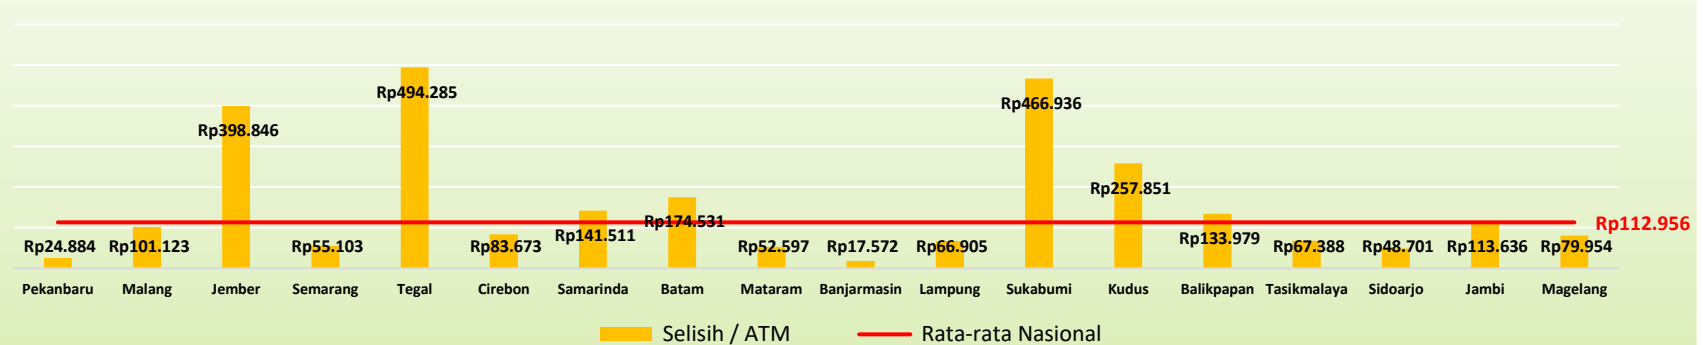 Rp494.285
Rp466.936
Rp398.846
Rp257.851
Rp174.531
Rp112.956
Rp141.511
Rp133.979
Rp24.884 Rp101.123 Rp55.103 Rp83.673 Rp52.597 Rp17.572 Rp66.905 Rp67.388 Rp48.701 Rp113.636 Rp79.954
Pekanbaru Malang Jember Semarang Tegal Cirebon Samarinda Batam Mataram Banjarmasin Lampung Sukabumi Kudus Balikpapan Tasikmalaya Sidoarjo Jambi Magelang
Selisih / ATM Rata-rata Nasional